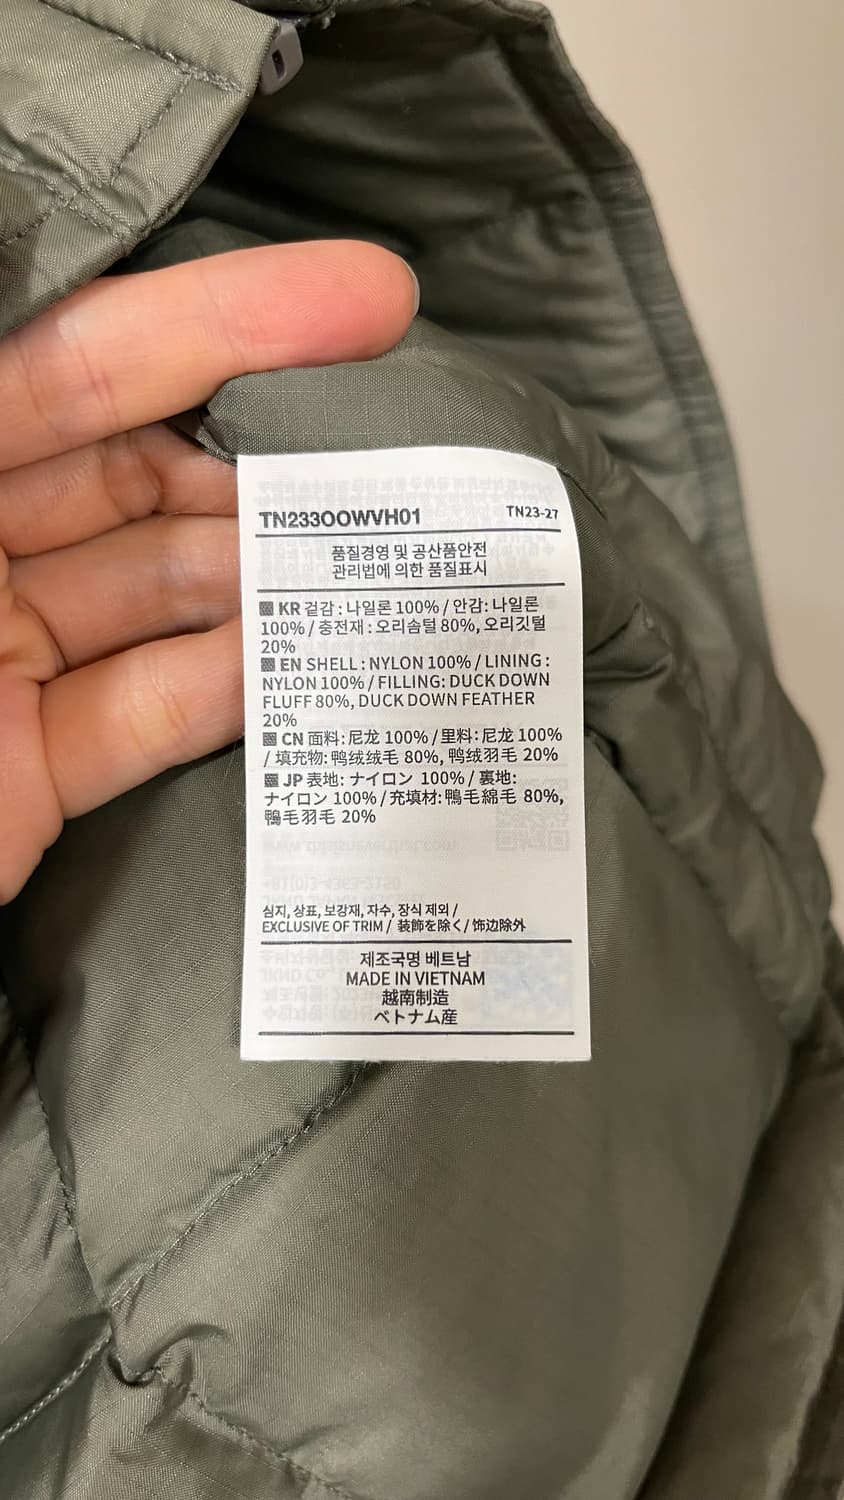 TN233OOWVH01
TN23-27
품질경영 및 공산품안전
관리법에 의한 품질표시
KR 겉감 : 나일론 100% / 안감 : 나일론
100% / 충전재 : 오리솜털 80%, 오리깃털
20%
EN SHELL : NYLON 100% / LINING :
NYLON 100% / FILLING: DUCK DOWN
FLUFF 80%, DUCK DOWN FEATHER
20%
CN 面料: 尼龙 100% / 里料: 尼龙 100%
/ 填充物: 鸭绒绒毛 80%, 鸭绒羽毛 20%
JP 表地: ナイロン 100% / 裏地:
ナイロン 100% / 充填材: 鴨毛綿毛 80%,
鴨毛羽毛 20%
심지, 상표, 보강재, 자수, 장식 제외 /
EXCLUSIVE OF TRIM / 装飾を除く / 饰边除外
제조국명 베트남
MADE IN VIETNAM
越南制造
ベトナム産